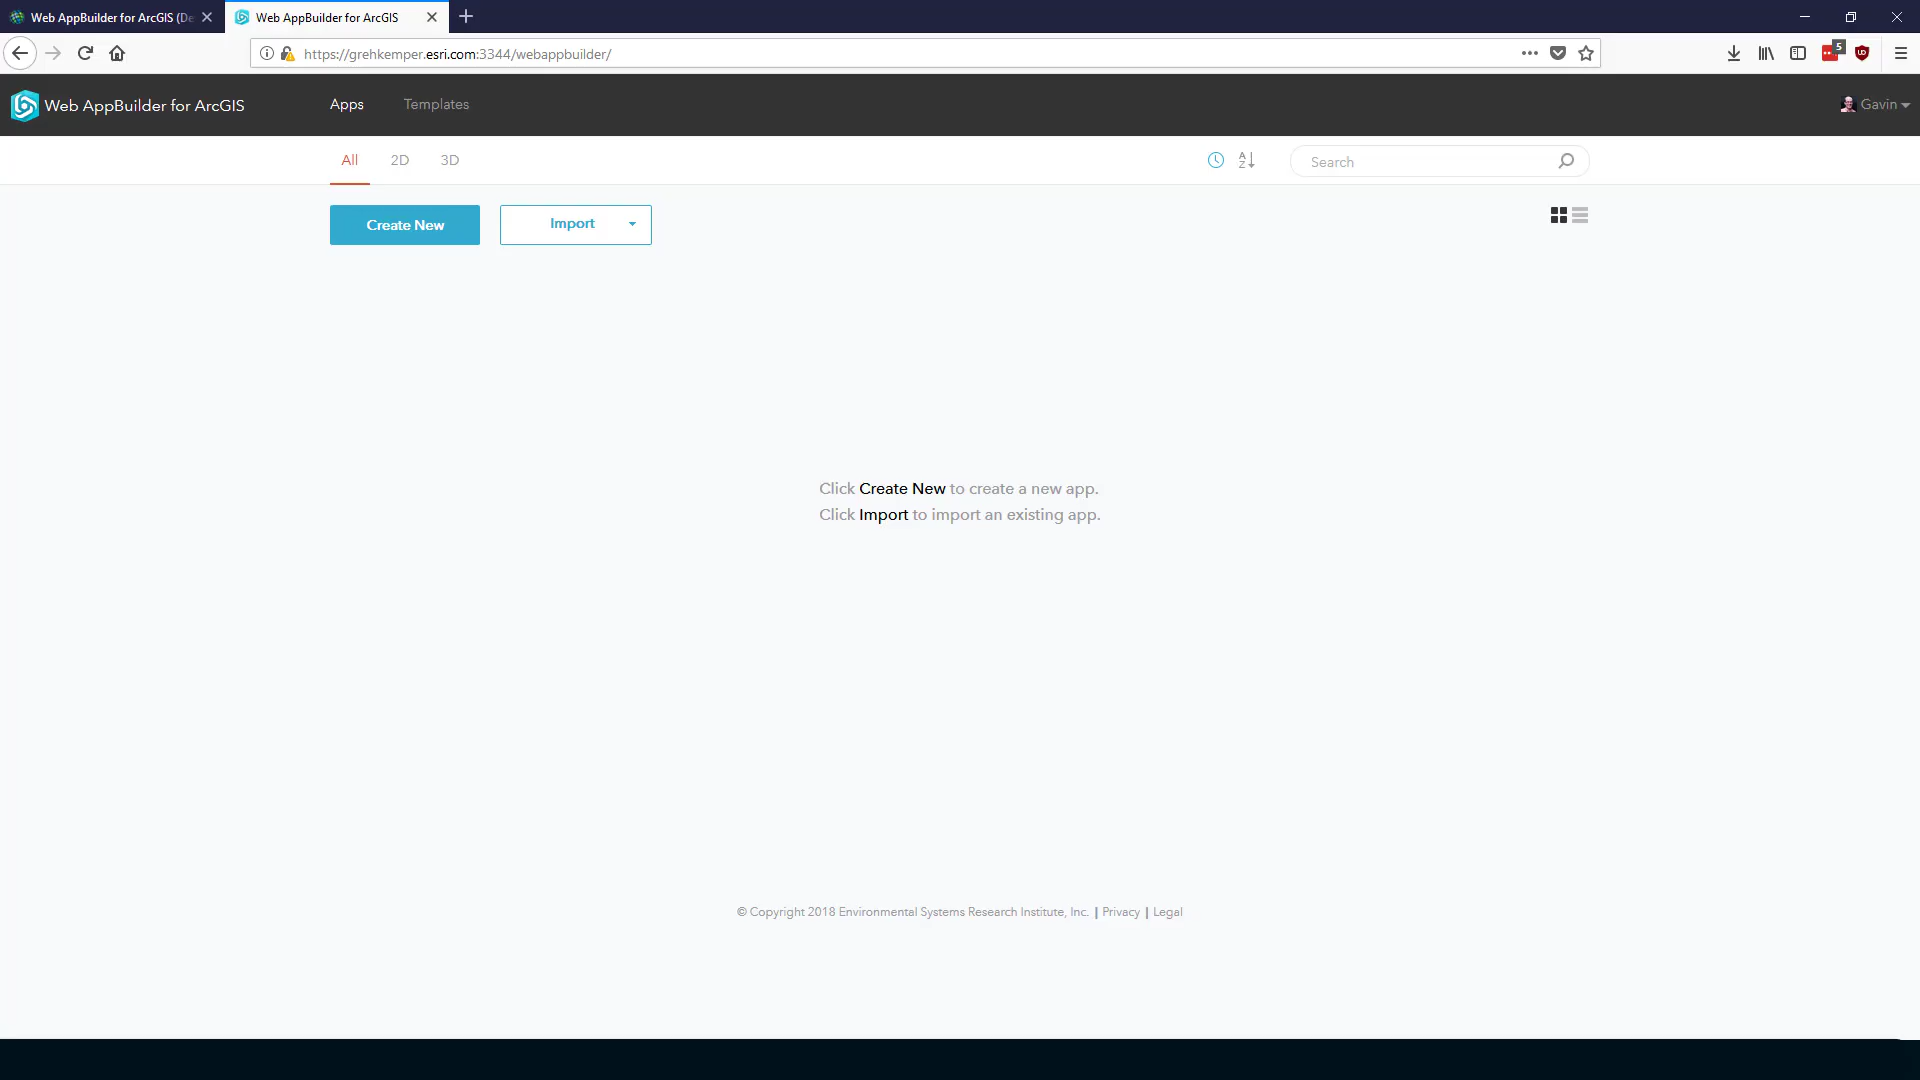 Web AppBuilder for ArcGIS (De
Web AppBuilder for ArcGIS
https://grehkemper.esri.com:3344/webappbuilder/
5
Web AppBuilder for ArcGIS
Apps
Templates
Gavin
All
2D
3D
A
Z
Search
Create New
Import
Click Create New to create a new app.
Click Import to import an existing app.
© Copyright 2018 Environmental Systems Research Institute, Inc. | Privacy | Legal